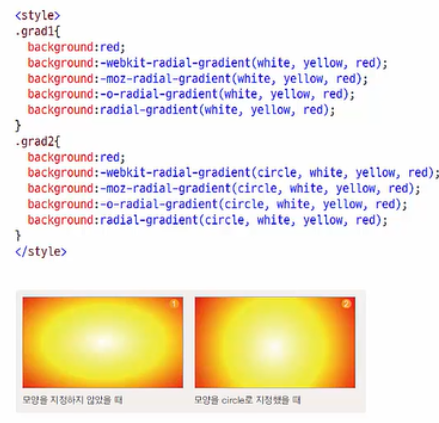 <style>
.grad1{
background:red;
background:-webkit-radial-gradient(white, yellow, red);
background:-moz-radial-gradient(white, yellow, red);
background:-o-radial-gradient(white, yellow, red);
background:radial-gradient(white, yellow, red);
}
.grad2{
background:red;
background:-webkit-radial-gradient(circle, white, yellow, red);
background:-moz-radial-gradient(circle, white, yellow, red);
background:-o-radial-gradient(circle, white, yellow, red);
background:radial-gradient(circle, white, yellow, red);
}
</style>
① ②
모양을 지정하지 않았을 때 모양을 circle로 지정했을 때